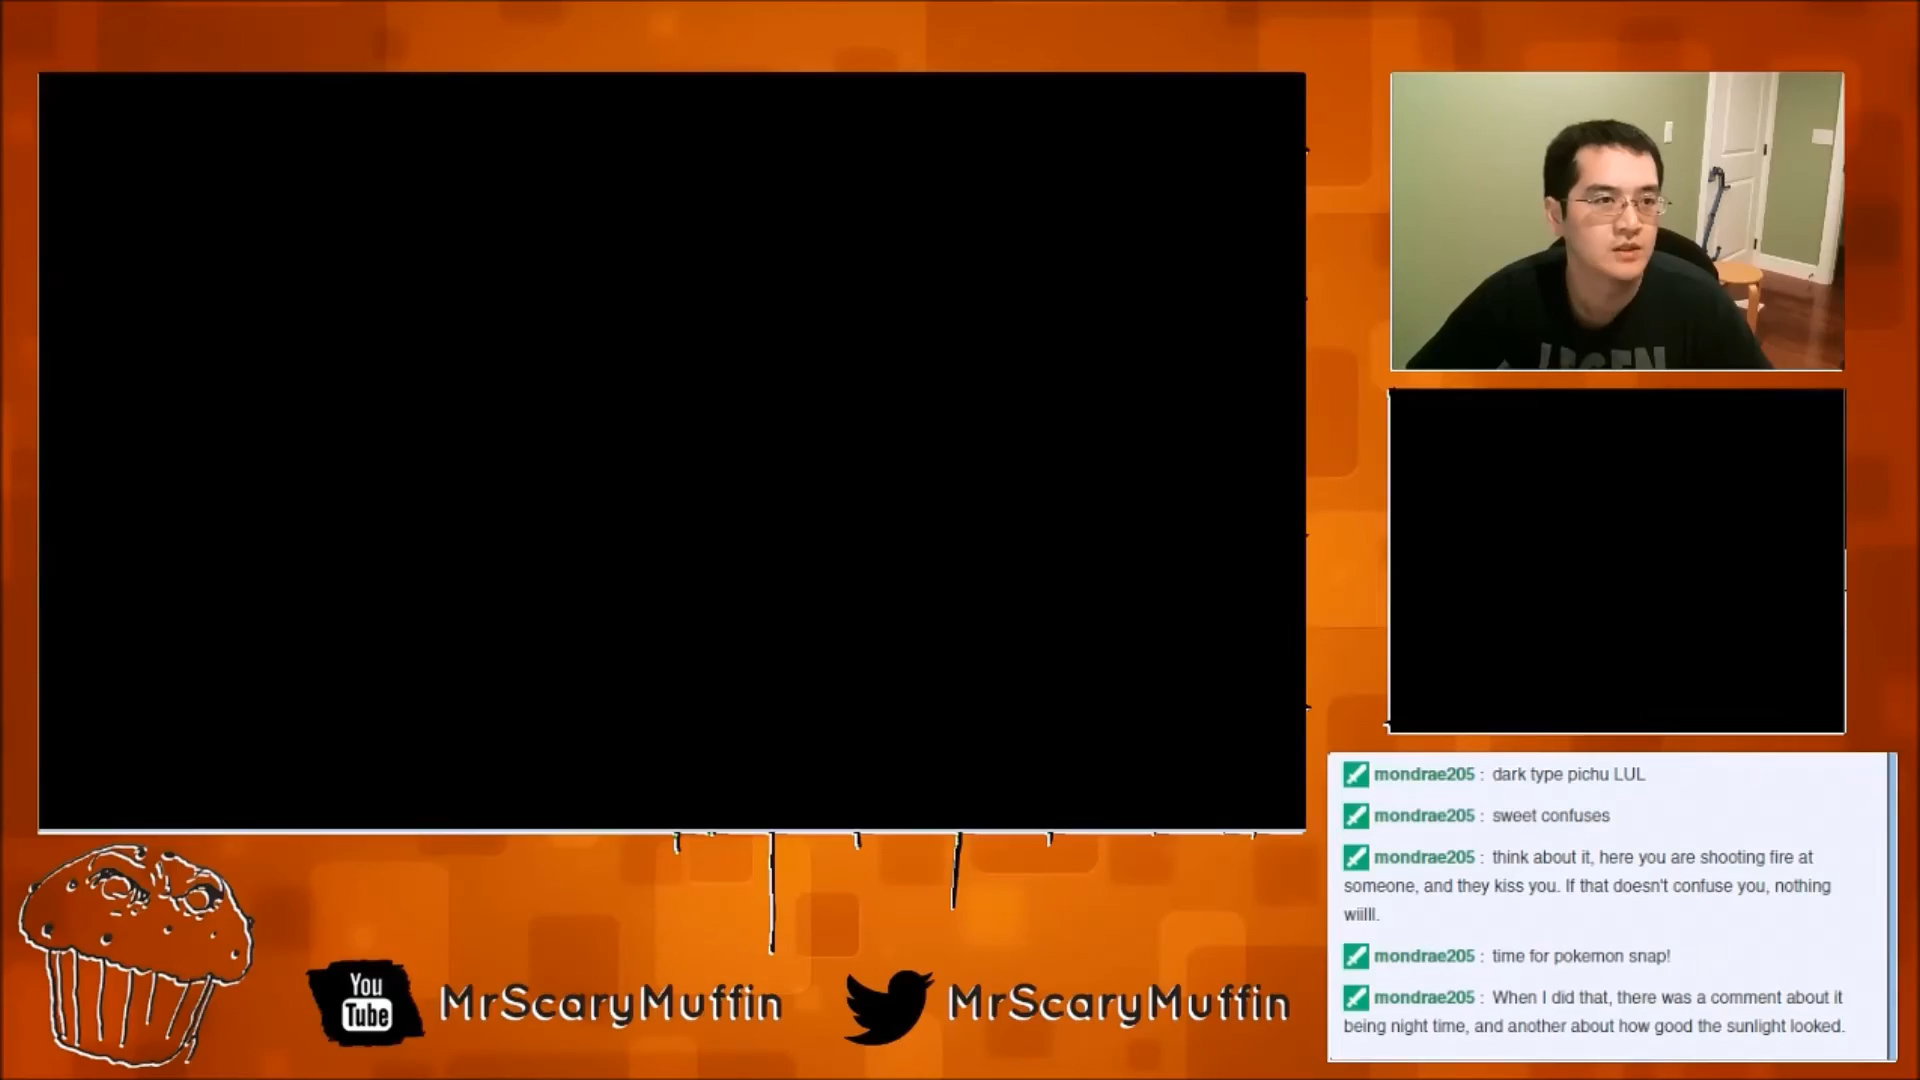 LEGEN
mondrae205 : dark type pichu LUL
mondrae205 : sweet confuses
mondrae205 : think about it, here you are shooting fire at
someone, and they kiss you. If that doesn't confuse you, nothing
wiilll.
mondrae205 : time for pokemon snap!
mondrae205 : When I did that, there was a comment about it
being night time, and another about how good the sunlight looked.
You
Tube
MrScaryMuffin
MrScaryMuffin